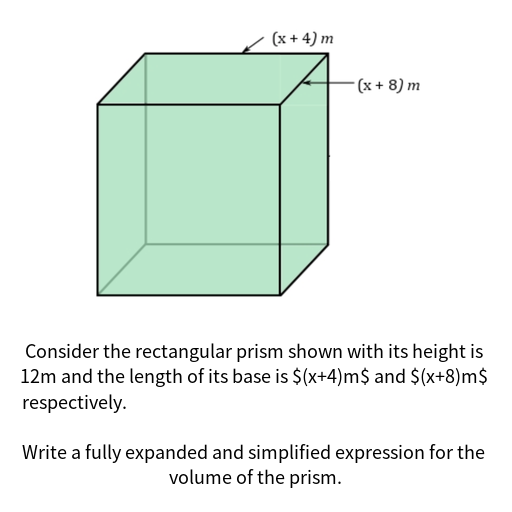 (x + 4) m
(x + 8) m
Consider the rectangular prism shown with its height is
12m and the length of its base is $(x+4)m$ and $(x+8)m$
respectively.
Write a fully expanded and simplified expression for the
volume of the prism.